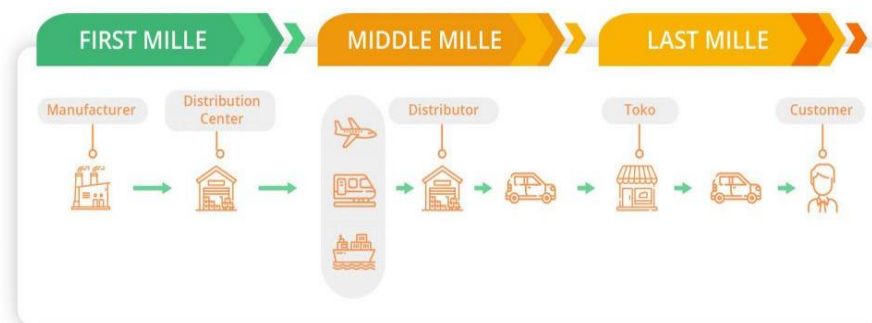 FIRST MILLE
MIDDLE MILLE
LAST MILLE
Manufacturer
Distribution
Center
Distributor
Toko
Customer